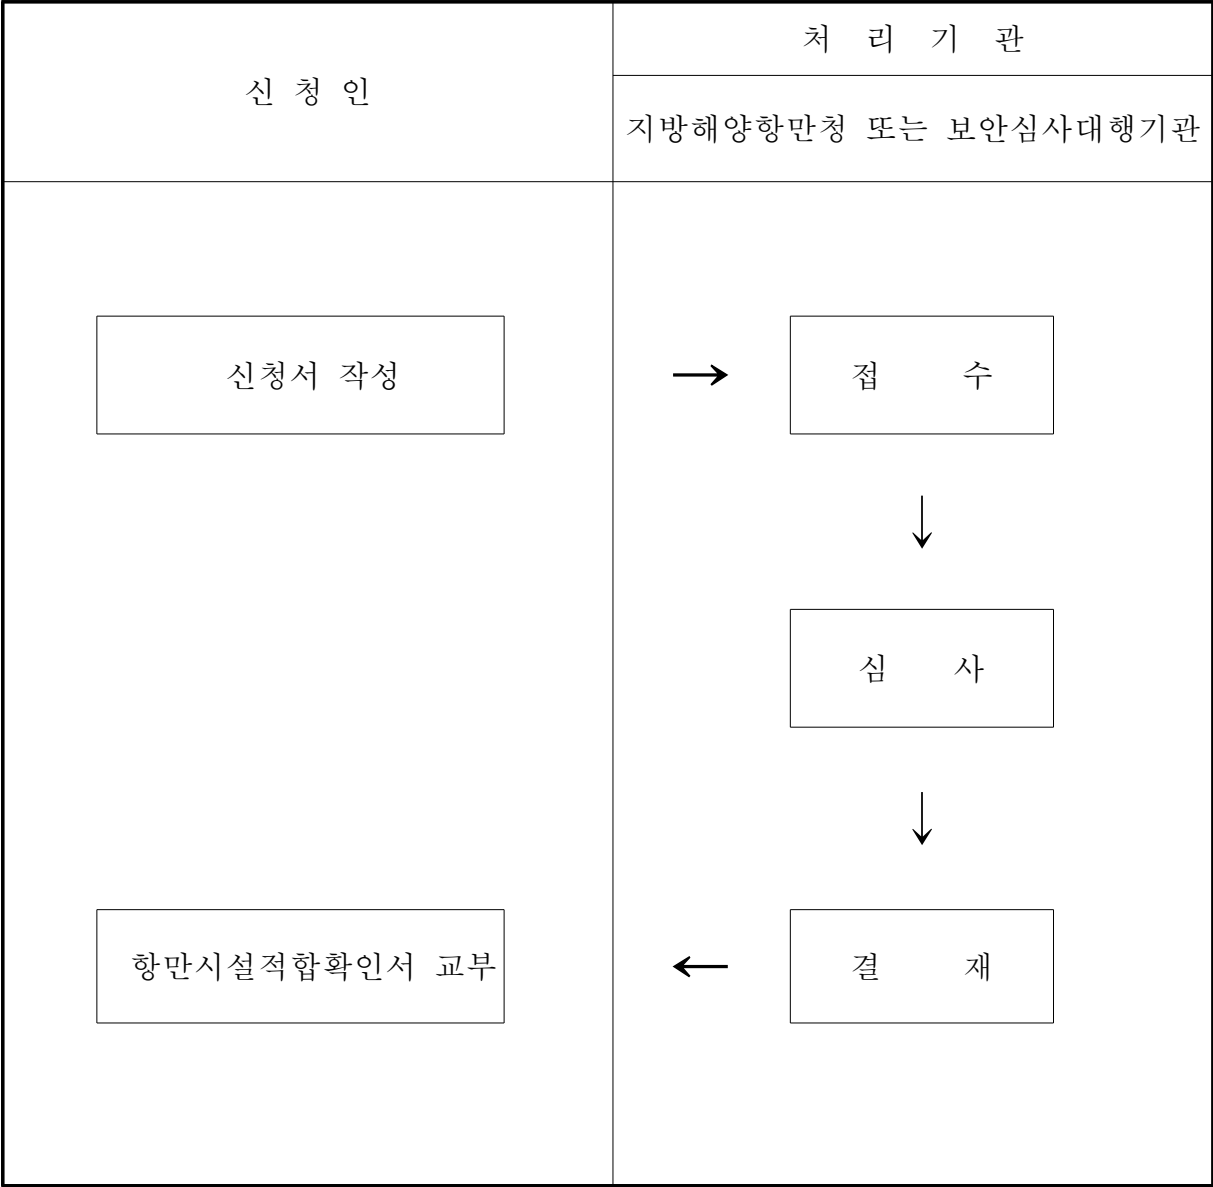 신 청 인
처 리 기 관
지방해양항만청 또는 보안심사대행기관
신청서 작성
→
접 수
↓
심 사
↓
항만시설적합확인서 교부
←
결 재